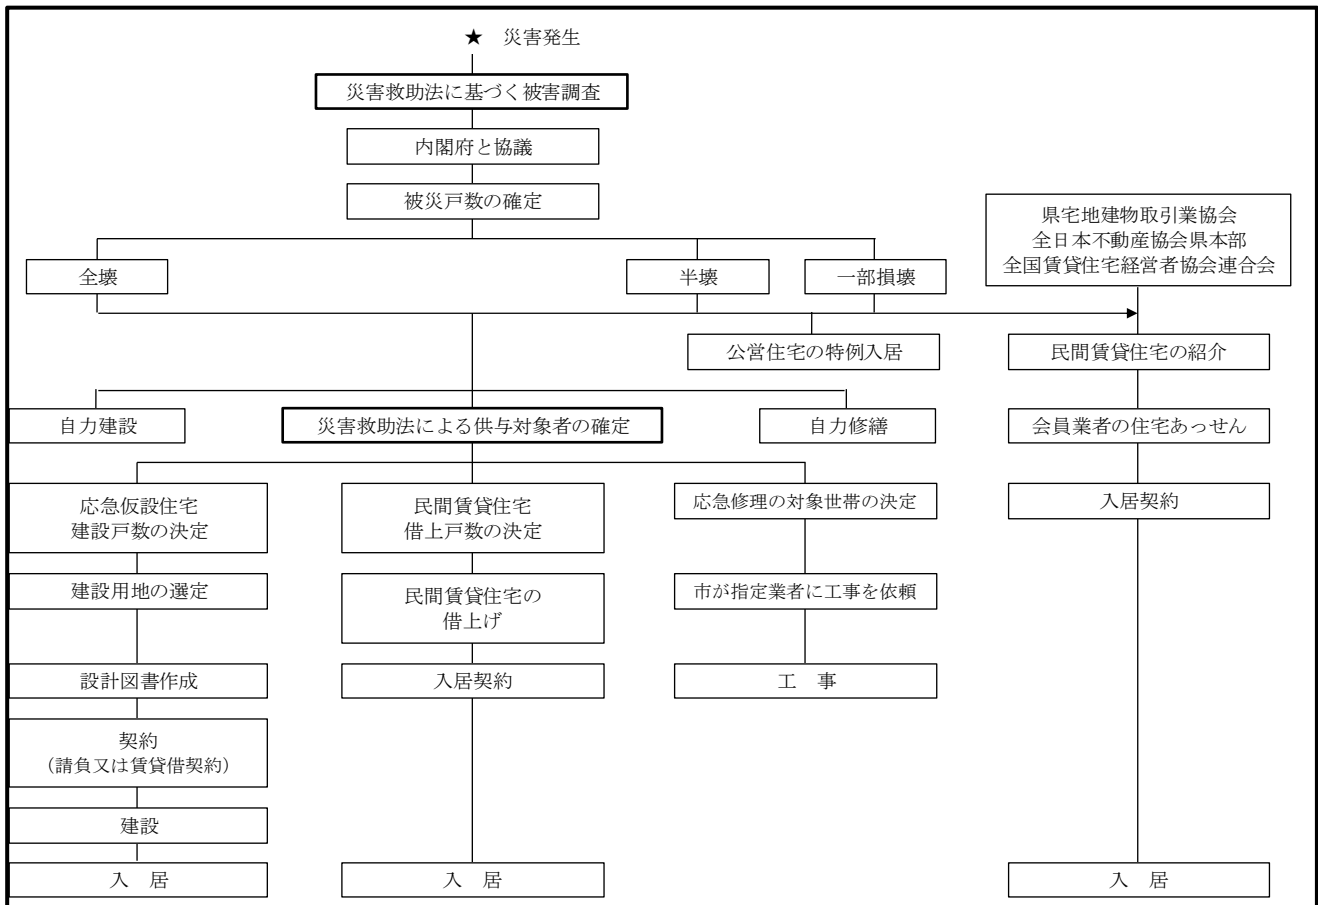 ★　災害発生
災害救助法に基づく被害調査
内閣府と協議
被災戸数の確定
県宅地建物取引業協会
全日本不動産協会県本部
全国賃貸住宅経営者協会連合会
全壊
半壊
一部損壊
公営住宅の特例入居
民間賃貸住宅の紹介
自力建設
災害救助法による供与対象者の確定
自力修繕
会員業者の住宅あっせん
応急仮設住宅
建設戸数の決定
民間賃貸住宅
借上戸数の決定
応急修理の対象世帯の決定
入居契約
建設用地の選定
民間賃貸住宅の
借上げ
市が指定業者に工事を依頼
設計図書作成
入居契約
工　事
契約
（請負又は賃貸借契約）
建設
入　居
入　居
入　居